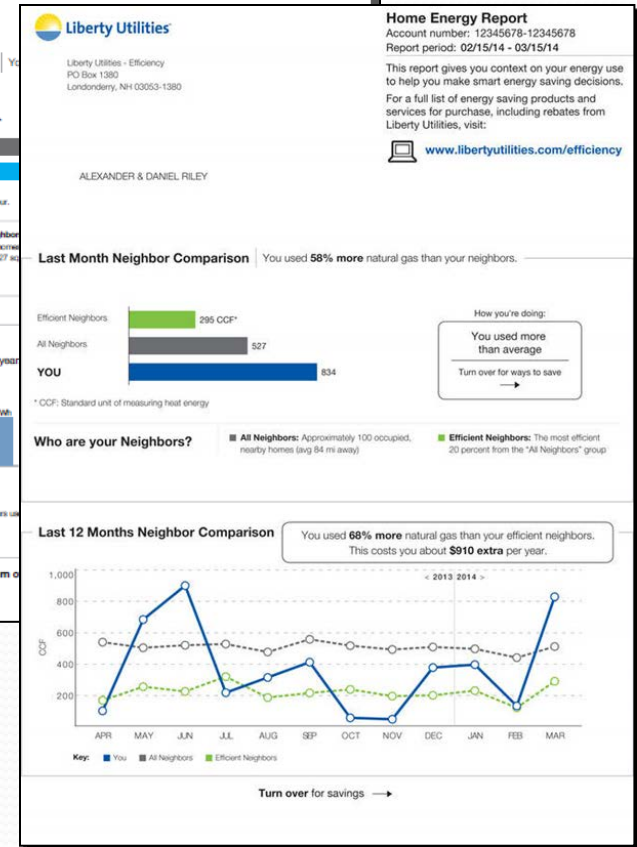 Liberty Utilities
Home Energy Report
Account number: 12345678-12345678
Report period: 02/15/14 - 03/15/14
Liberty Utilities - Efficiency
PO Box 1380
Londonderry, NH 03053-1380
This report gives you context on your energy use
to help you make smart energy saving decisions.
For a full list of energy saving products and
services for purchase, including rebates from
Liberty Utilities, visit:
www.libertyutilities.com/efficiency
ALEXANDER & DANIEL RILEY
Last Month Neighbor Comparison | You used 58% more natural gas than your neighbors.
Efficient Neighbors 295 CCF*
All Neighbors 527
YOU 834
* CCF: Standard unit of measuring heat energy
How you're doing:
You used more
than average
Turn over for ways to save
Who are your Neighbors?
All Neighbors: Approximately 100 occupied,
nearby homes (avg 84 mi away)
Efficient Neighbors: The most efficient
20 percent from the "All Neighbors" group
Last 12 Months Neighbor Comparison
You used 68% more natural gas than your efficient neighbors.
This costs you about $910 extra per year.
< 2013 2014 >
1,000
800
600
400
200
CCF
APR MAY JUN JUL AUG SEP OCT NOV DEC JAN FEB MAR
Key: You All Neighbors Efficient Neighbors
Turn over for savings